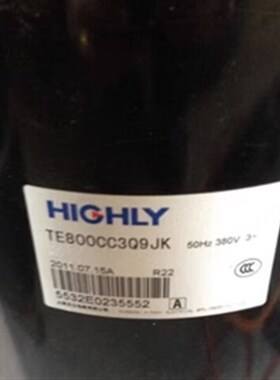 HIGHLY
TE800CC3Q9JK 50Hz 380V 3~
2011.07.15A R22
5532E0235552 A